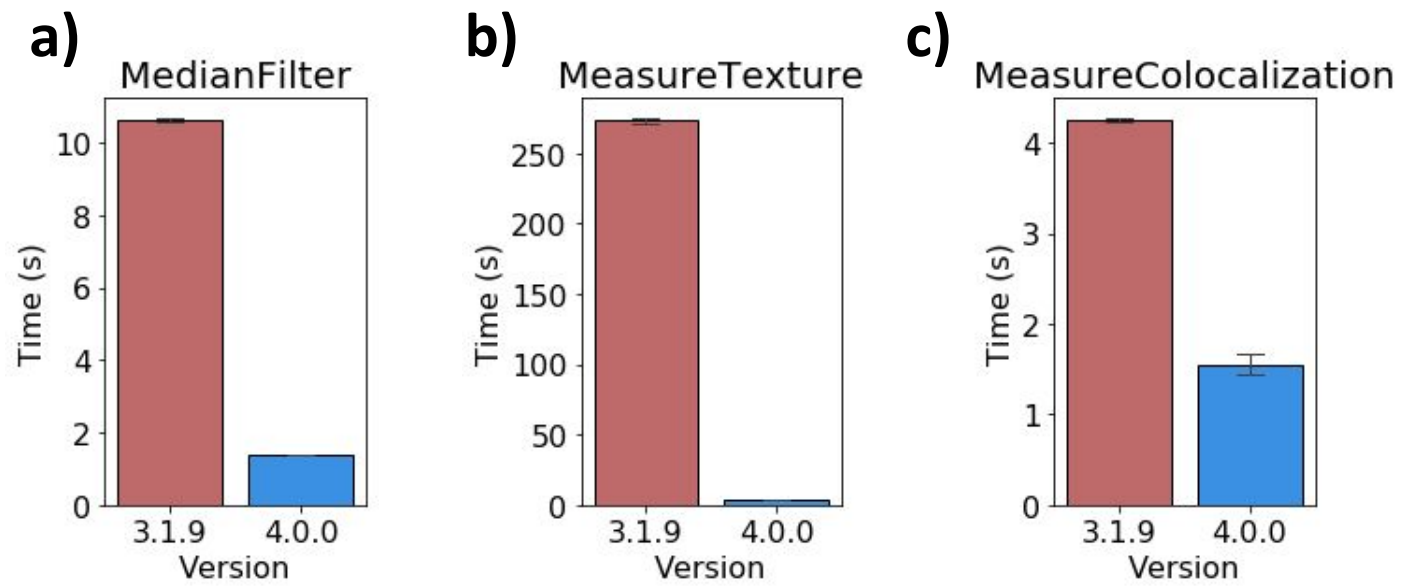 a)
MedianFilter
Time (s)
10
8
6
4
2
0
3.1.9 4.0.0
Version
b)
MeasureTexture
Time (s)
250
200
150
100
50
0
3.1.9 4.0.0
Version
c)
MeasureColocalization
Time (s)
4
3
2
1
0
3.1.9 4.0.0
Version